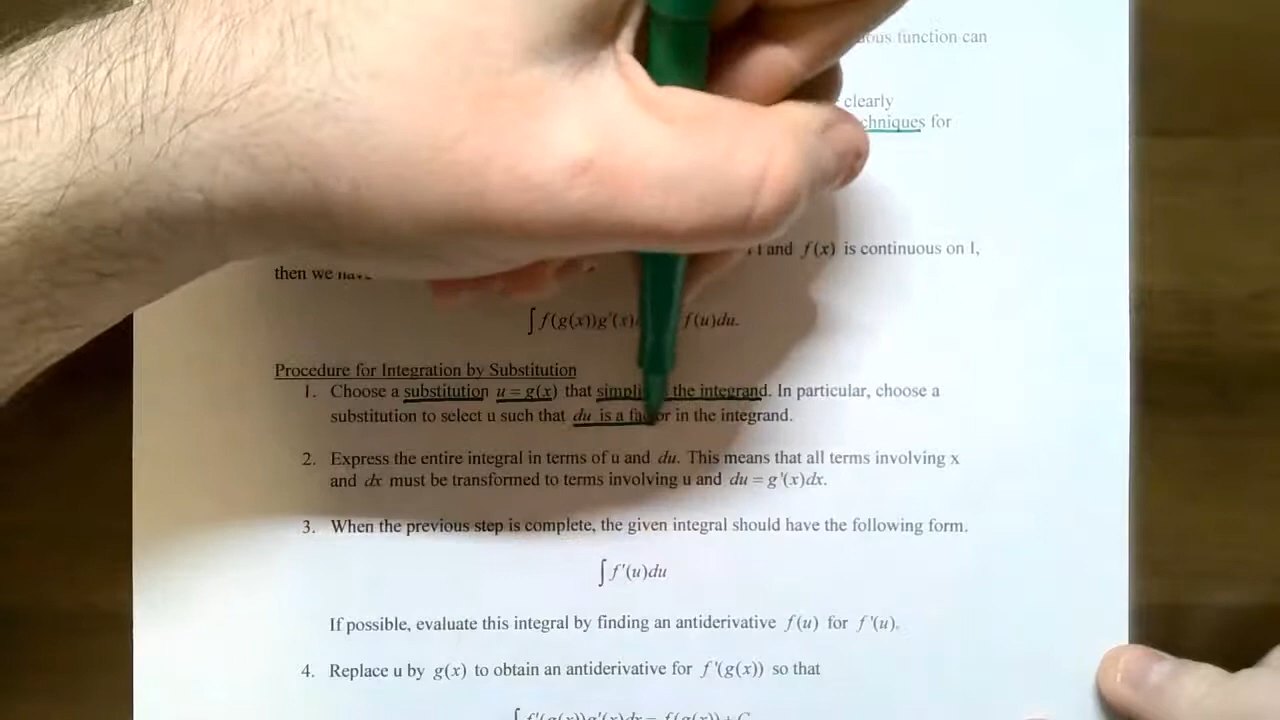 function can
clearly
for
and f(x) is continuous on I,
then we
∫ f(g(x))g'(x) f(u)du.
Procedure for Integration by Substitution
1. Choose a substitution u = g(x) that the integrand. In particular, choose a
substitution to select u such that du is a in the integrand.
2. Express the entire integral in terms of u and du. This means that all terms involving x
and dx must be transformed to terms involving u and du = g'(x)dx.
3. When the previous step is complete, the given integral should have the following form.
∫ f'(u)du
If possible, evaluate this integral by finding an antiderivative f(u) for f'(u).
4. Replace u by g(x) to obtain an antiderivative for f'(g(x)) so that
∫ f'(g(x))g'(x)dx = f(g(x)) + C